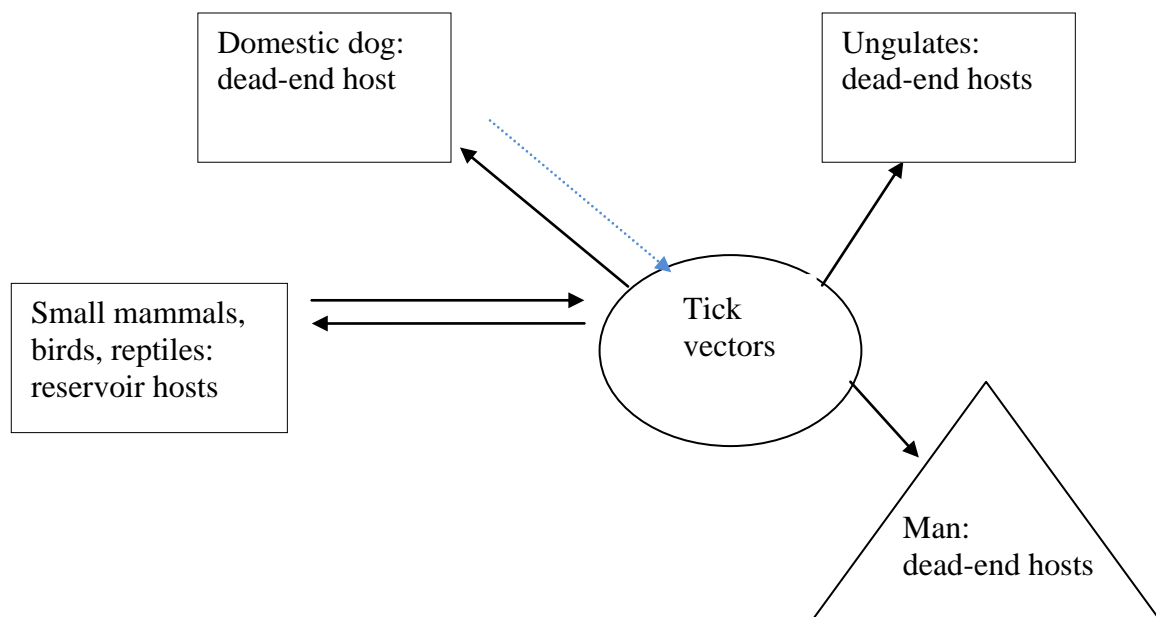 Domestic dog:
dead-end host
Ungulates:
dead-end hosts
Small mammals,
birds, reptiles:
reservoir hosts
Tick
vectors
Man:
dead-end hosts